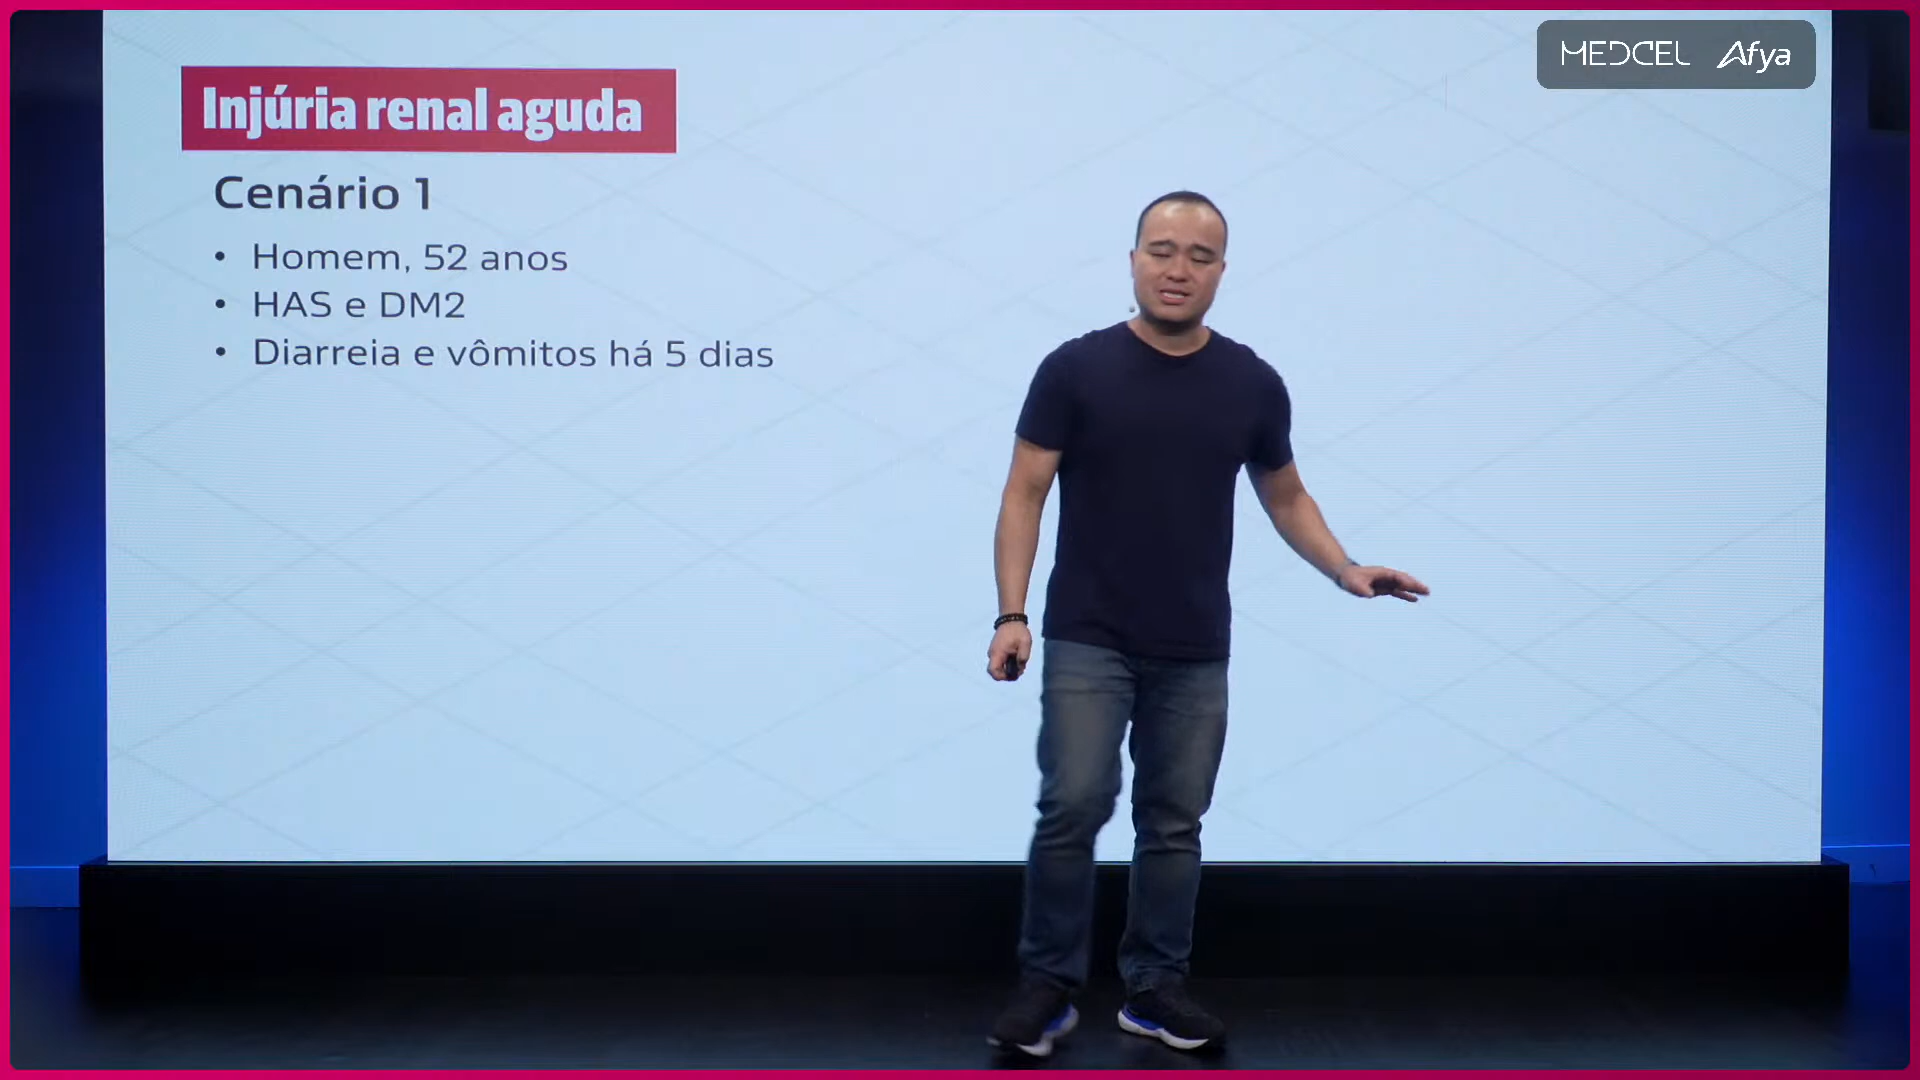 MEDCEL Afya
Injúria renal aguda
Cenário 1
• Homem, 52 anos
• HAS e DM2
• Diarreia e vômitos há 5 dias